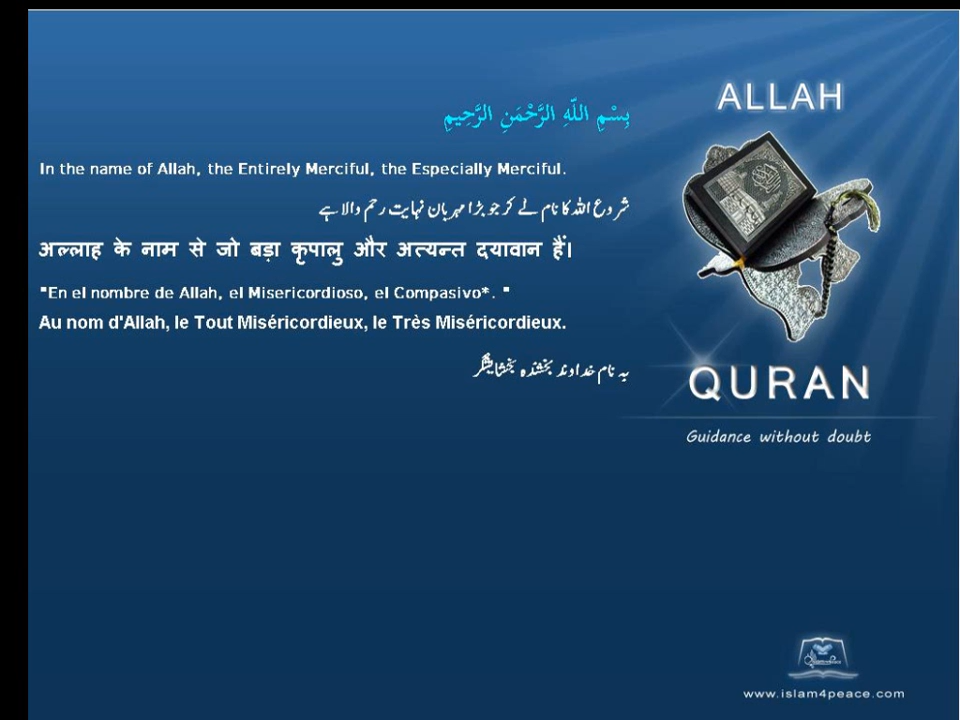 بِسْمِ اللَّهِ الرَّحْمَنِ الرَّحِيمِ
In the name of Allah, the Entirely Merciful, the Especially Merciful.
شروع اللہ کا نام لے کر جو بڑا مہربان نہایت رحم والا ہے
अल्लाह के नाम से जो बड़ा कृपालु और अत्यन्त दयावान हैं।
"En el nombre de Allah, el Misericordioso, el Compasivo*. "
Au nom d'Allah, le Tout Miséricordieux, le Très Miséricordieux.
به نام خداوند بخشنده بخشایشگر
ALLAH
QURAN
Guidance without doubt
www.islam4peace.com